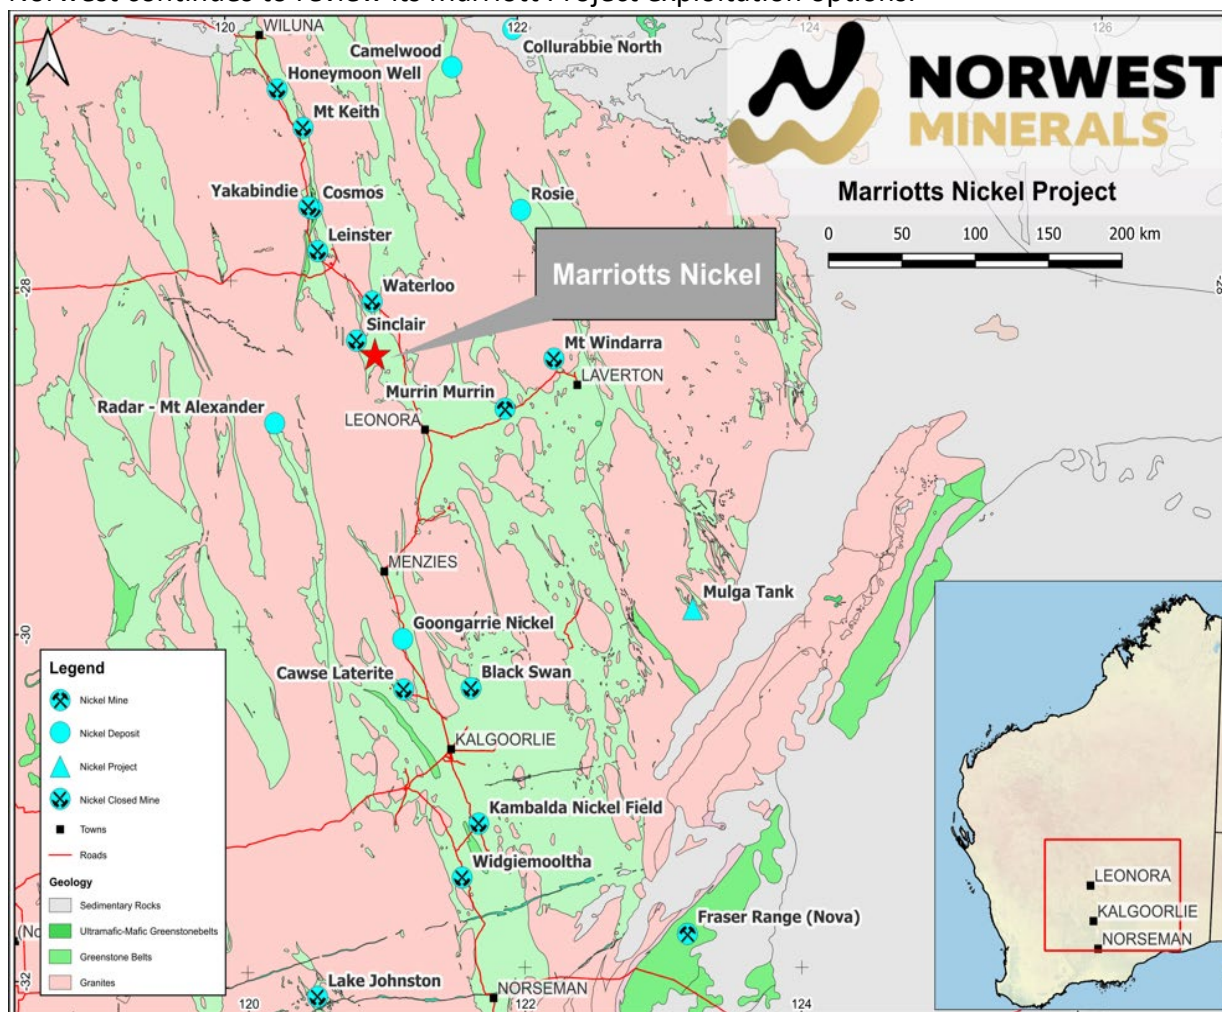 Norwest continues to review its Marriott Project exploitation options.
120
122
124
126
WILUNA
Camelwood
Collurabbie North
Honeymoon Well
Mt Keith
NORWEST
MINERALS
Marriotts Nickel Project
0 50 100 150 200 km
Yakabindie
Cosmos
Rosie
Leinster
Marriotts Nickel
-28
-28
Waterloo
Sinclair
Mt Windarra
LAVERTON
Murrin Murrin
Radar - Mt Alexander
LEONORA
MENZIES
Mulga Tank
-30
Goongarrie Nickel
Cawse Laterite
Black Swan
KALGOORLIE
Kambalda Nickel Field
Widgiemooltha
Fraser Range (Nova)
Lake Johnston
NORSEMAN
-32
120
122
124
Legend
Nickel Mine
Nickel Deposit
Nickel Project
Nickel Closed Mine
Towns
Roads
Geology
Sedimentary Rocks
Ultramafic-Mafic Greenstonebelts
Greenstone Belts
Granites
LEONORA
KALGOORLIE
NORSEMAN